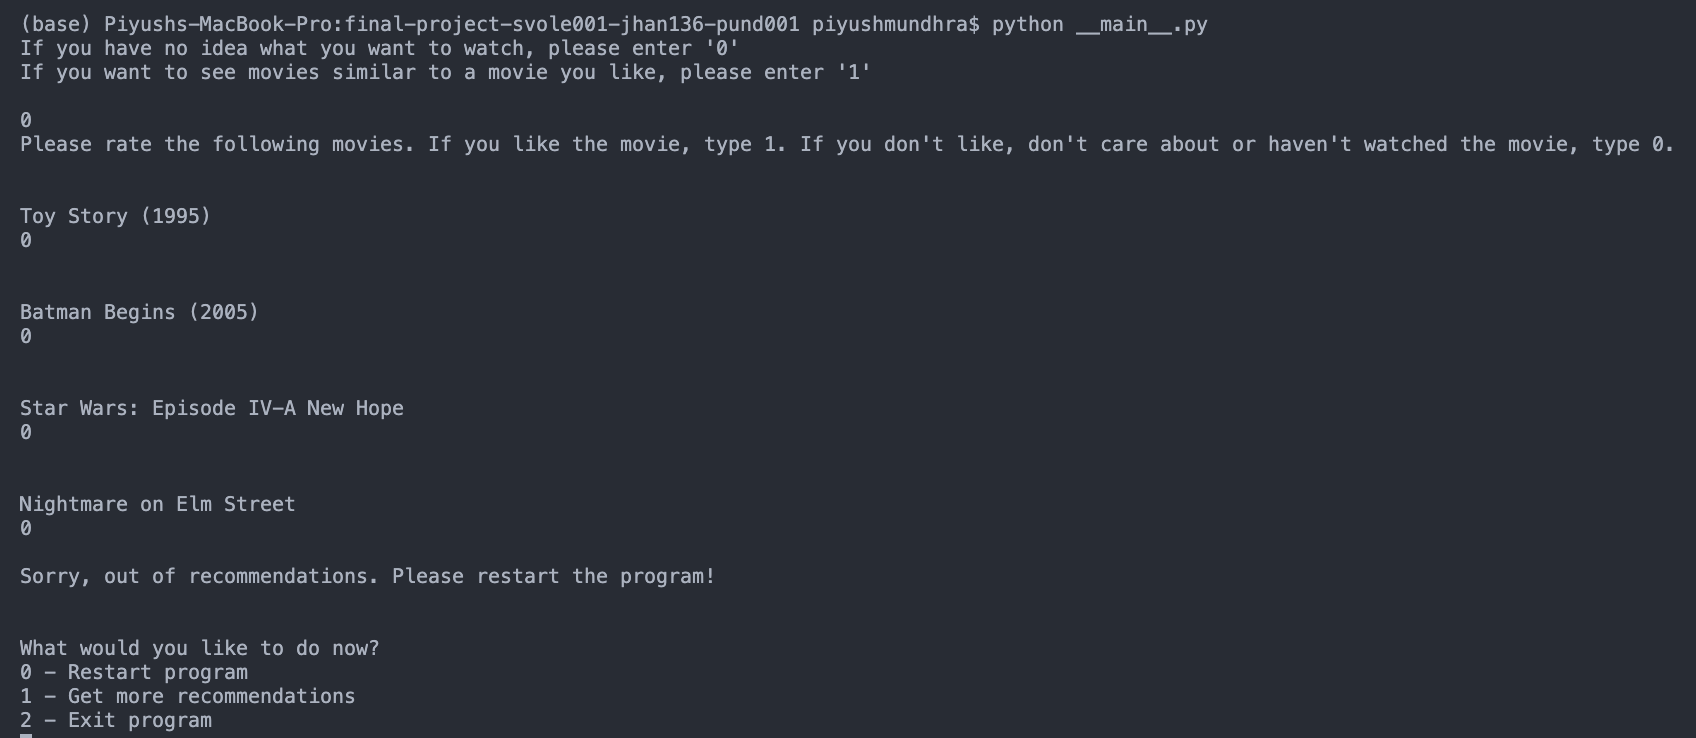 (base) Piyushs-MacBook-Pro:final-project-svole001-jhan136-pund001 piyushmundhra$ python __main__.py
If you have no idea what you want to watch, please enter '0'
If you want to see movies similar to a movie you like, please enter '1'
0
Please rate the following movies. If you like the movie, type 1. If you don't like, don't care about or haven't watched the movie, type 0.
Toy Story (1995)
0
Batman Begins (2005)
0
Star Wars: Episode IV-A New Hope
0
Nightmare on Elm Street
0
Sorry, out of recommendations. Please restart the program!
What would you like to do now?
0 - Restart program
1 - Get more recommendations
2 - Exit program